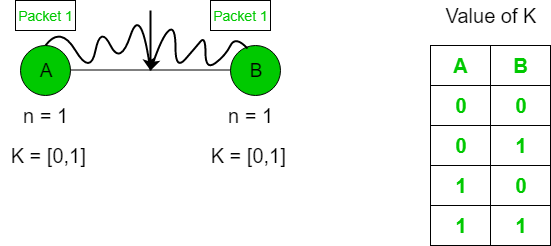 Packet 1
Packet 1
A
B
n = 1
n = 1
K = [0,1]
K = [0,1]
Value of K
A B
0 0
0 1
1 0
1 1